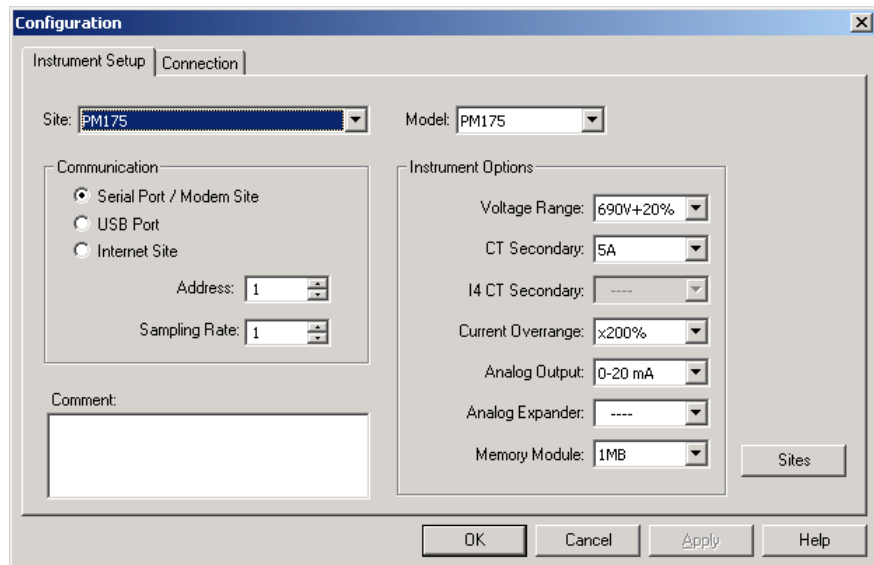 Configuration
Instrument Setup
Connection
Site: PM175
Model: PM175
Communication
Serial Port / Modem Site
USB Port
Internet Site
Address: 1
Sampling Rate: 1
Comment:
Instrument Options
Voltage Range: 690V+20%
CT Secondary: 5A
I4 CT Secondary: ----
Current Overrange: x200%
Analog Output: 0-20 mA
Analog Expander: ----
Memory Module: 1MB
Sites
OK
Cancel
Apply
Help